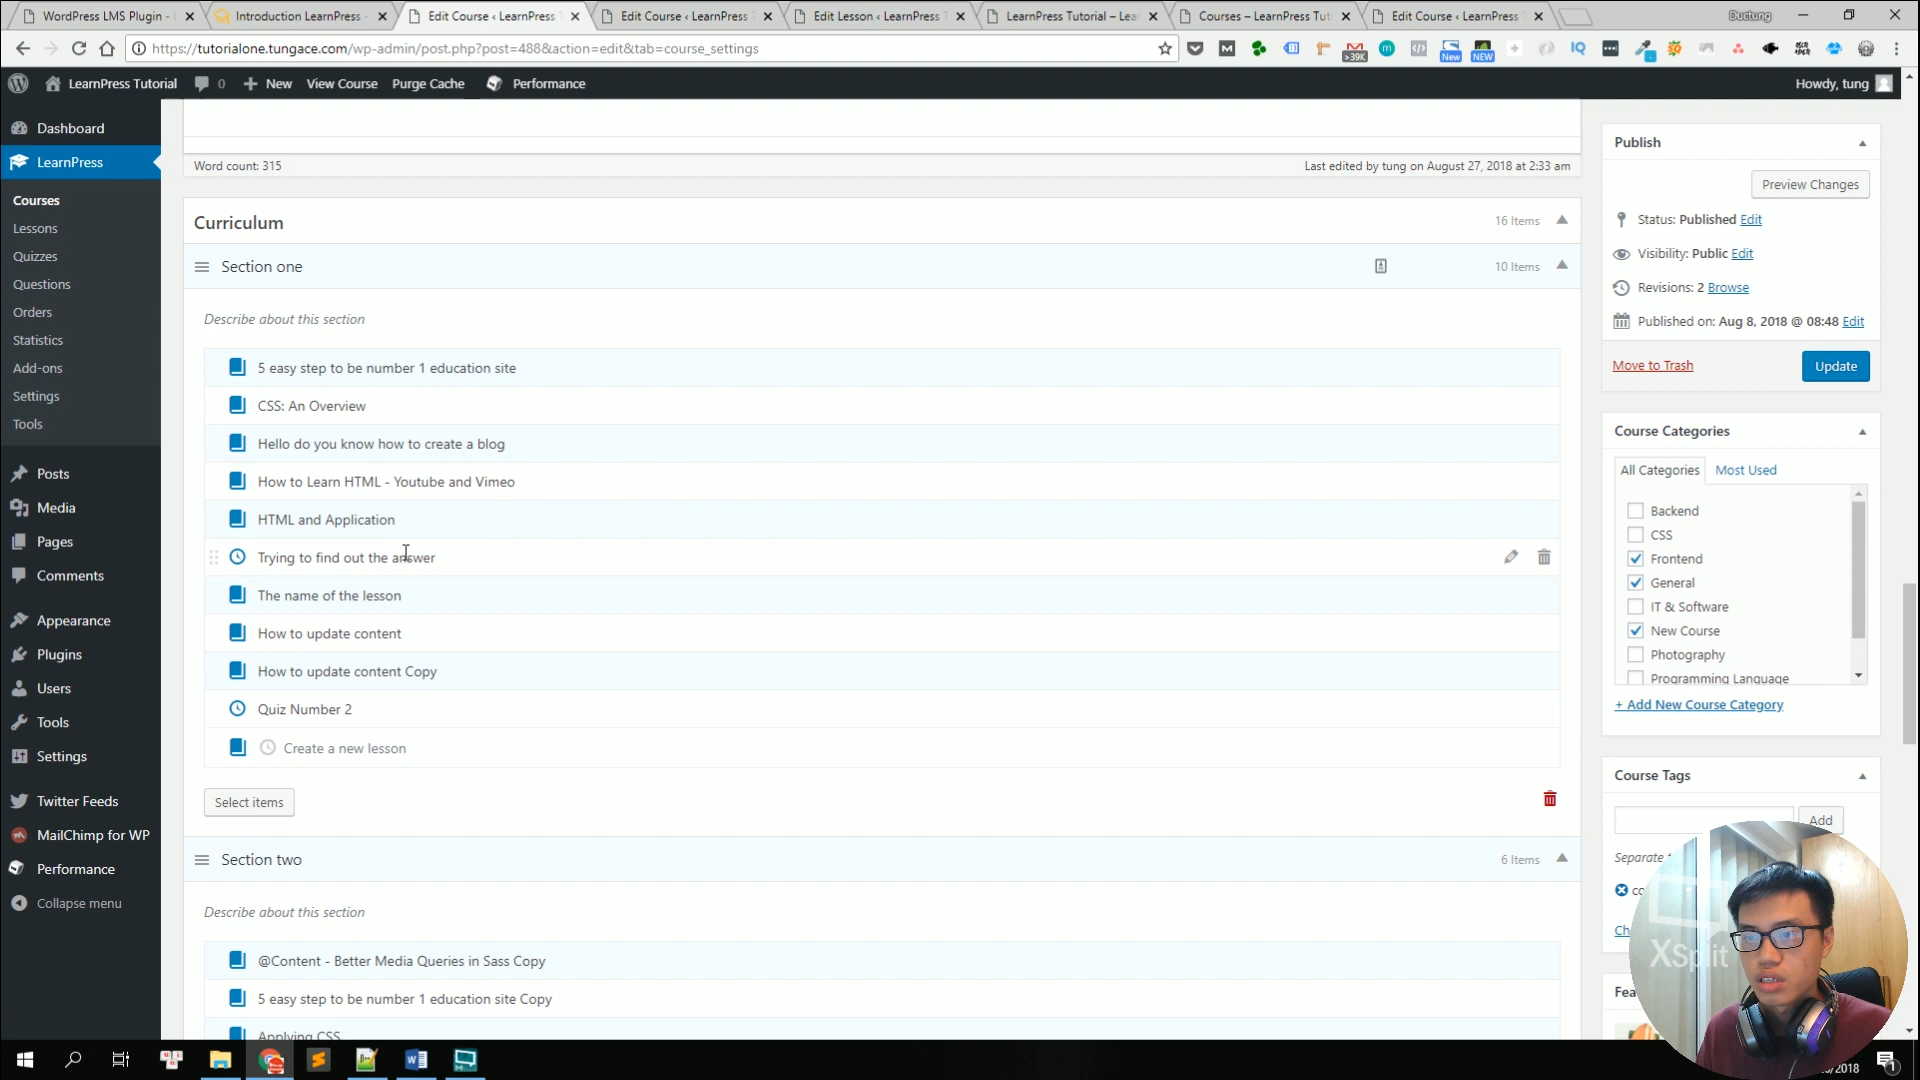 WordPress LMS Plugin -
Introduction LearnPress -
Edit Course ‹ LearnPress
Edit Course ‹ LearnPress
Edit Lesson ‹ LearnPress
LearnPress Tutorial – Lea
Courses – LearnPress Tut
Edit Course ‹ LearnPress
Ductung
https://tutorialone.tungace.com/wp-admin/post.php?post=488&action=edit&tab=course_settings
>39K
New
NEW
IQ
LearnPress Tutorial
0
New
View Course
Purge Cache
Performance
Howdy, tung
Dashboard
LearnPress
Courses
Lessons
Quizzes
Questions
Orders
Statistics
Add-ons
Settings
Tools
Posts
Media
Pages
Comments
Appearance
Plugins
Users
Tools
Settings
Twitter Feeds
MailChimp for WP
Performance
Collapse menu
Word count: 315
Last edited by tung on August 27, 2018 at 2:33 am
Curriculum
16 Items
Section one
10 Items
Describe about this section
5 easy step to be number 1 education site
CSS: An Overview
Hello do you know how to create a blog
How to Learn HTML - Youtube and Vimeo
HTML and Application
Trying to find out the answer
The name of the lesson
How to update content
How to update content Copy
Quiz Number 2
Create a new lesson
Select items
Section two
6 Items
Describe about this section
@Content - Better Media Queries in Sass Copy
5 easy step to be number 1 education site Copy
Applying CSS
Publish
Preview Changes
Status: Published Edit
Visibility: Public Edit
Revisions: 2 Browse
Published on: Aug 8, 2018 @ 08:48 Edit
Move to Trash
Update
Course Categories
All Categories
Most Used
Backend
CSS
Frontend
General
IT & Software
New Course
Photography
Programming Language
+ Add New Course Category
Course Tags
Add
Separate
co
Ch
Fea
XSplit
/2018
1